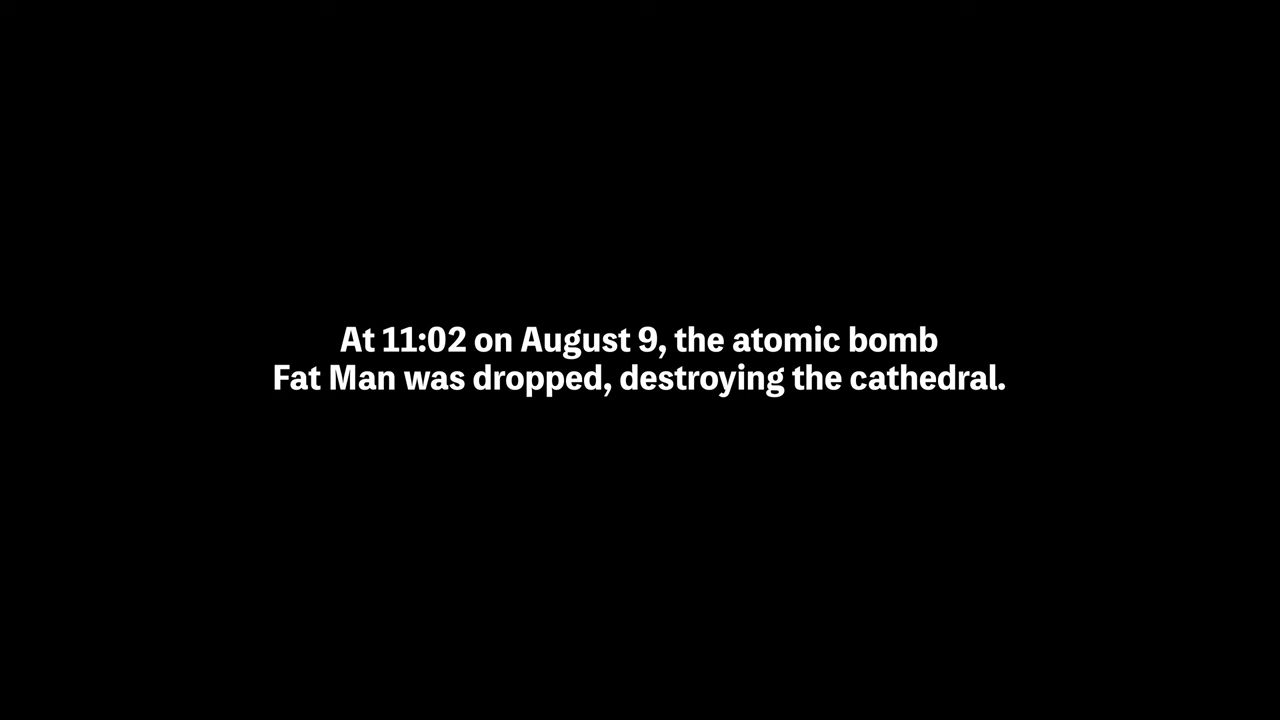 At 11:02 on August 9, the atomic bomb
Fat Man was dropped, destroying the cathedral.